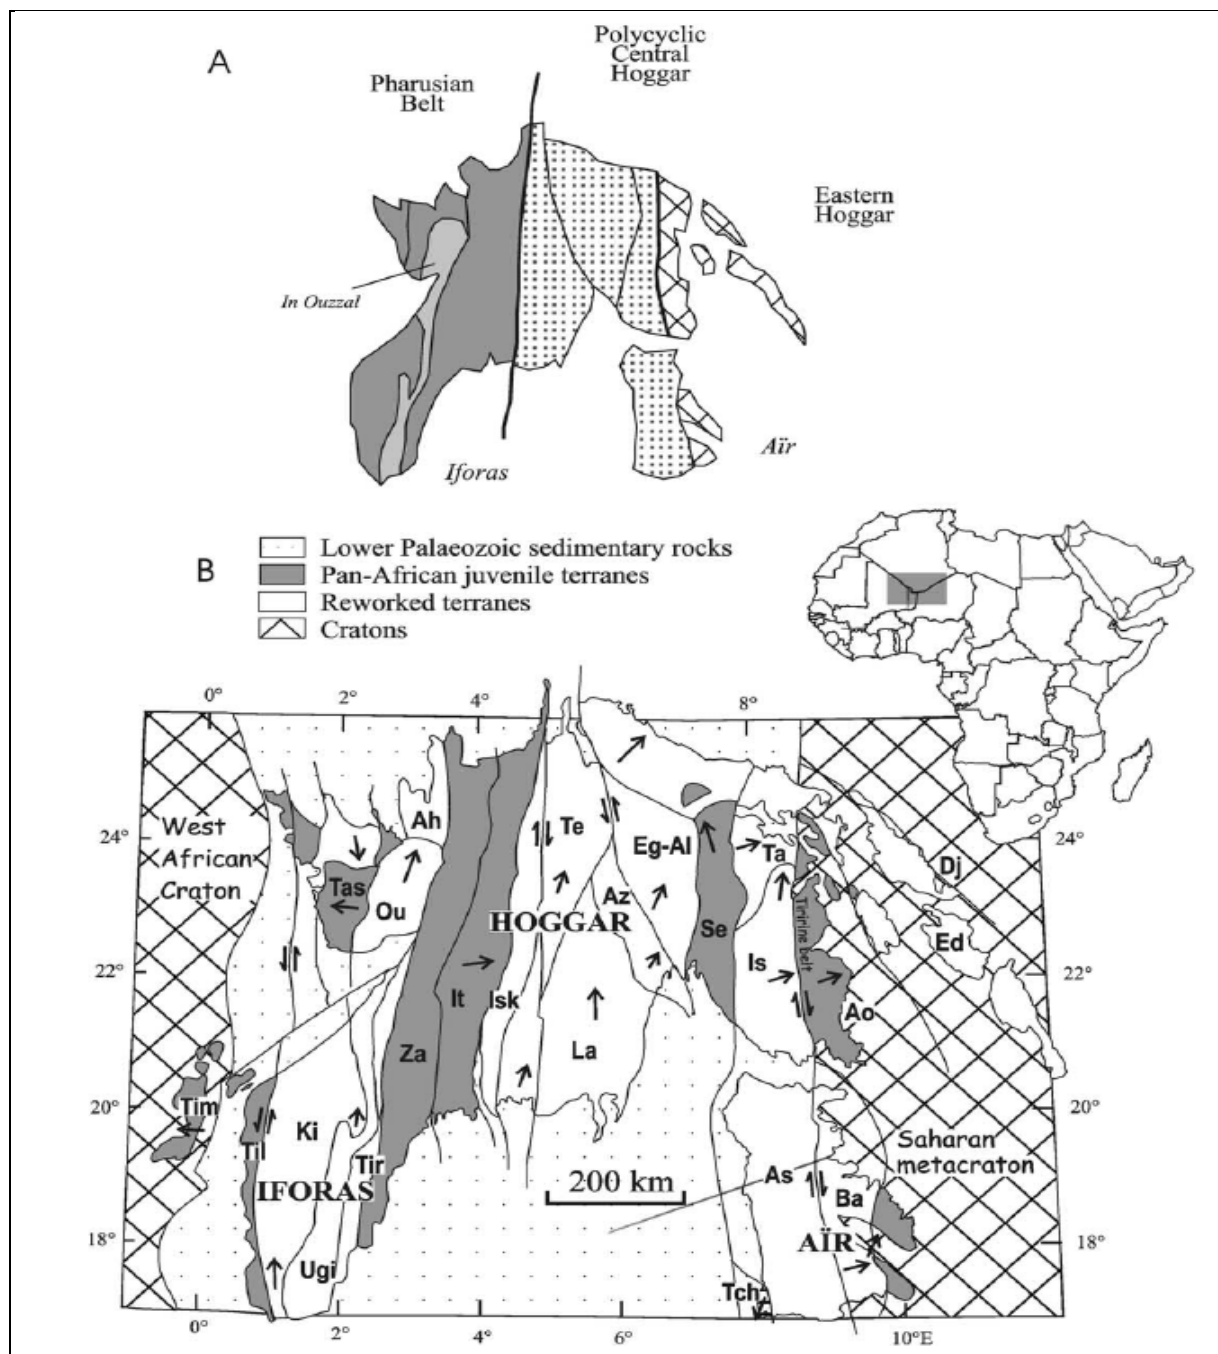 A
Polycyclic
Central
Hoggar
Pharusian
Belt
Eastern
Hoggar
In Ouzzal
Iforas
Aïr
B
Lower Palaeozoic sedimentary rocks
Pan-African juvenile terranes
Reworked terranes
Cratons
0° 2° 4° 8°
24° 24°
West
African
Craton
Ah
Te
Eg-Al
Ta
Dj
Tas
Ou
Az
HOGGAR
Se
Tiririne belt
Ed
22° 22°
It
Isk
Is
Ao
Za
La
20° 20°
Tim
Til
Ki
Tir
IFORAS
200 km
Saharan
metacraton
As
Ba
18° 18°
AÏR
Ugi
Tch
0° 2° 4° 6° 8° 10°E